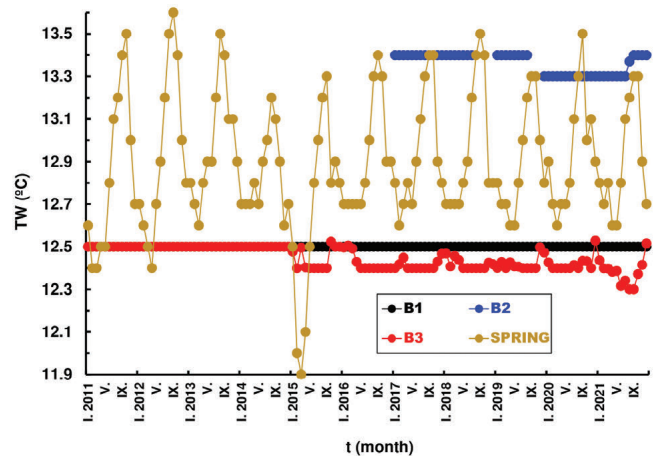 TW (ºC)
13.5
13.3
13.1
12.9
12.7
12.5
12.3
12.1
11.9
B1 B2
B3 SPRING
I. 2011 V. IX. I. 2012 V. IX. I. 2013 V. IX. I. 2014 V. IX. I. 2015 V. IX. I. 2016 V. IX. I. 2017 V. IX. I. 2018 V. IX. I. 2019 V. IX. I. 2020 V. IX. I. 2021 V. IX.
t (month)